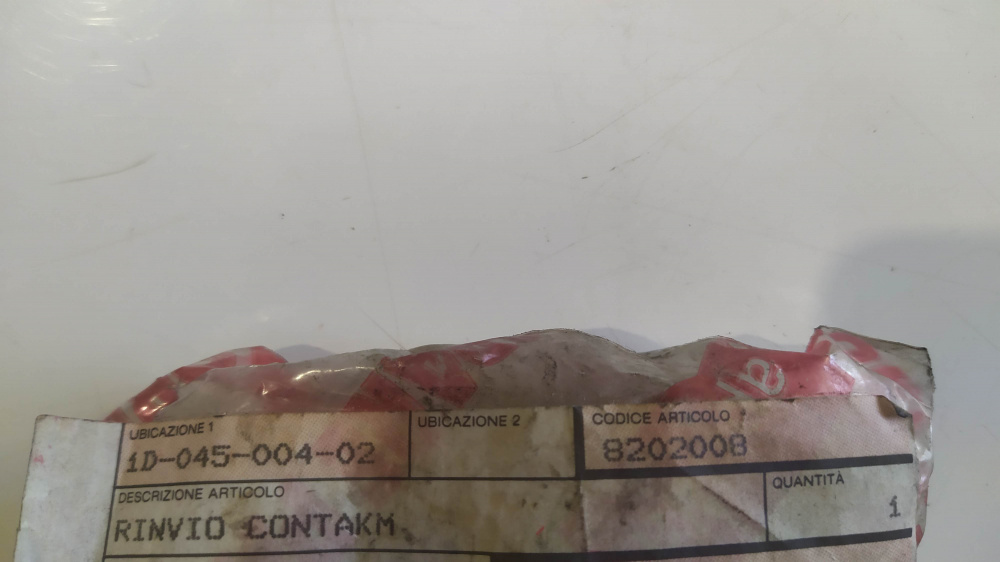 UBICAZIONE 1
UBICAZIONE 2
CODICE ARTICOLO
1D-045-004-02
8202008
DESCRIZIONE ARTICOLO
QUANTITÀ
RINVIO CONTAKM
1